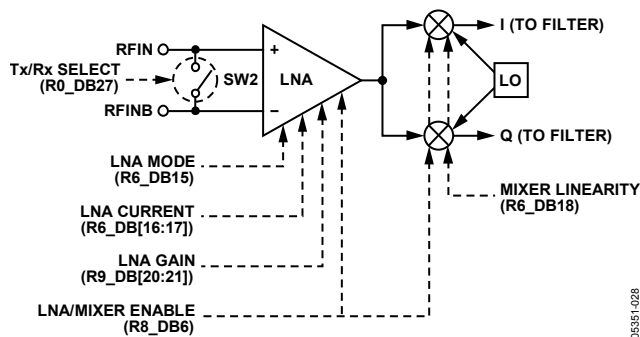 RFIN
I (TO FILTER)
Tx/Rx SELECT
(R0_DB27)
SW2
+
LNA
−
LO
RFINB
Q (TO FILTER)
LNA MODE
(R6_DB15)
MIXER LINEARITY
(R6_DB18)
LNA CURRENT
(R6_DB[16:17])
LNA GAIN
(R9_DB[20:21])
LNA/MIXER ENABLE
(R8_DB6)
05351-028